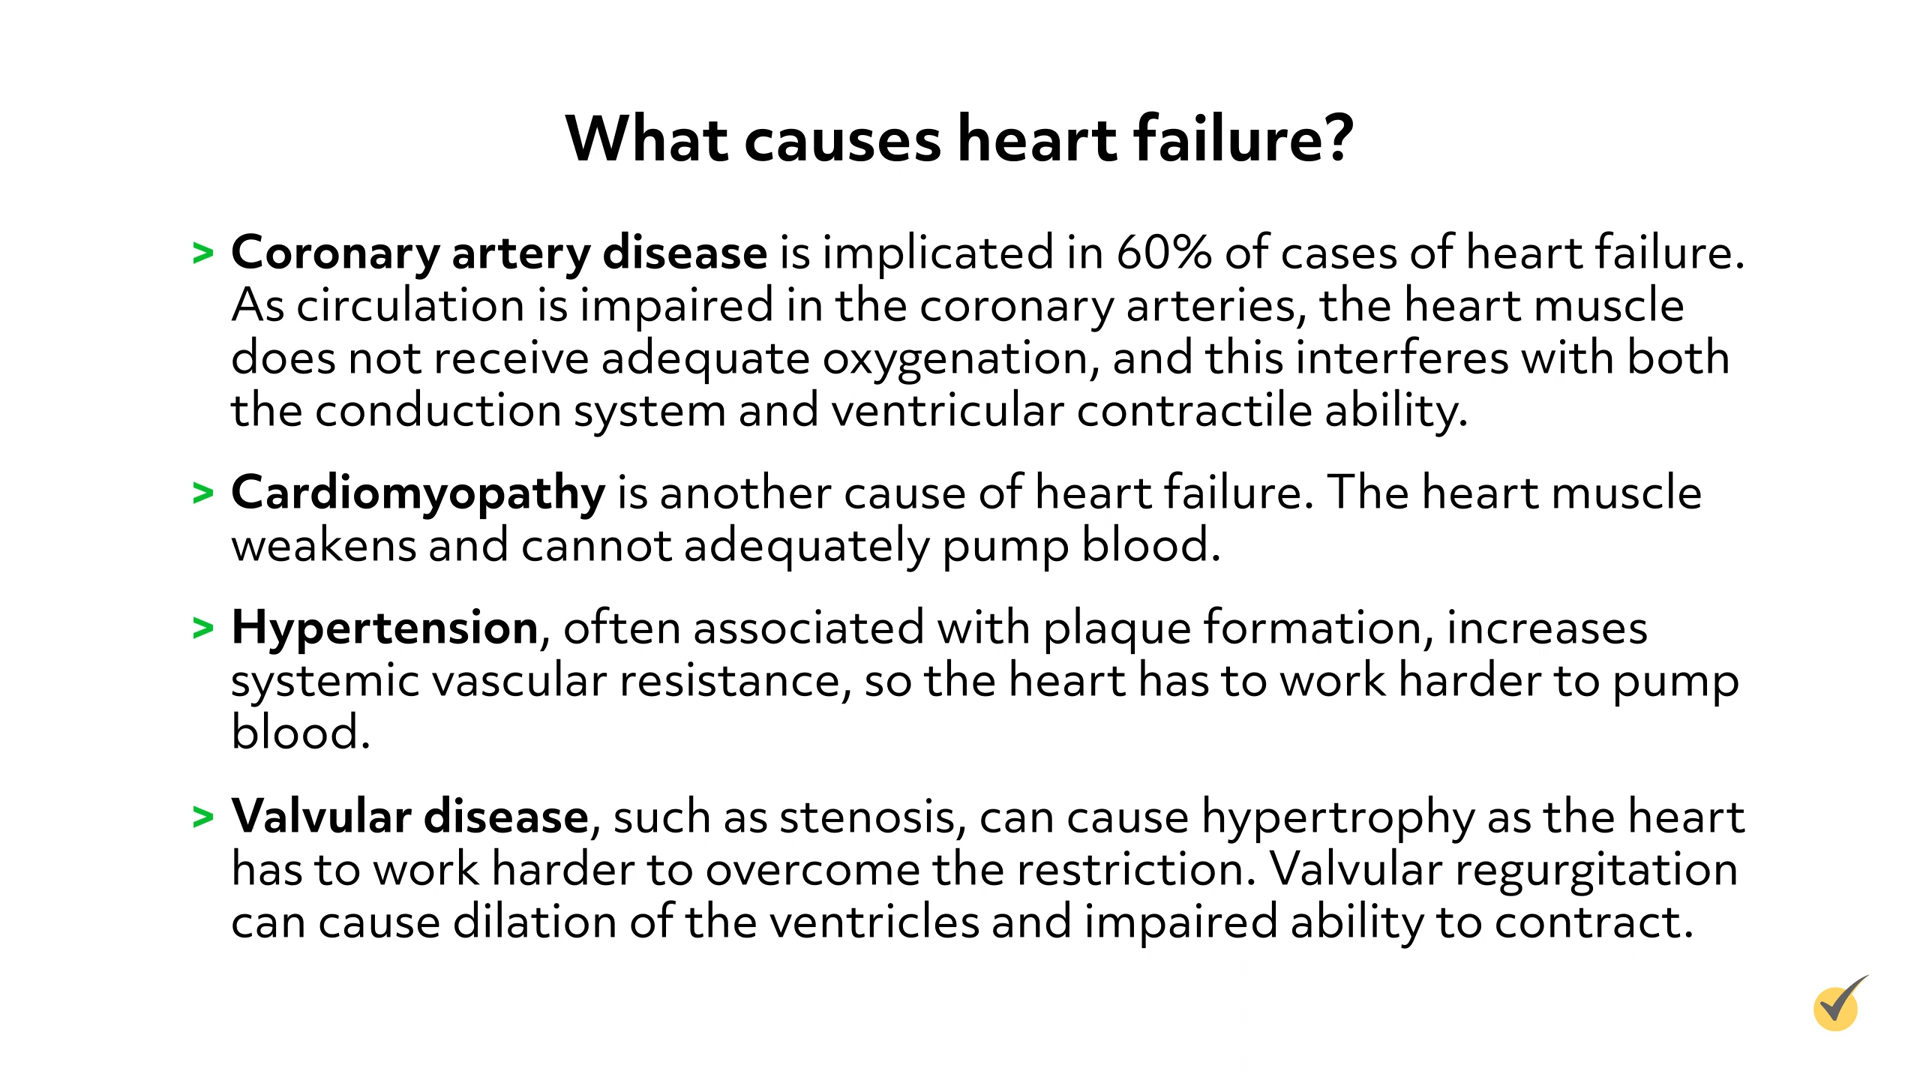 What causes heart failure?
> Coronary artery disease is implicated in 60% of cases of heart failure.
As circulation is impaired in the coronary arteries, the heart muscle
does not receive adequate oxygenation, and this interferes with both
the conduction system and ventricular contractile ability.
> Cardiomyopathy is another cause of heart failure. The heart muscle
weakens and cannot adequately pump blood.
> Hypertension, often associated with plaque formation, increases
systemic vascular resistance, so the heart has to work harder to pump
blood.
> Valvular disease, such as stenosis, can cause hypertrophy as the heart
has to work harder to overcome the restriction. Valvular regurgitation
can cause dilation of the ventricles and impaired ability to contract.